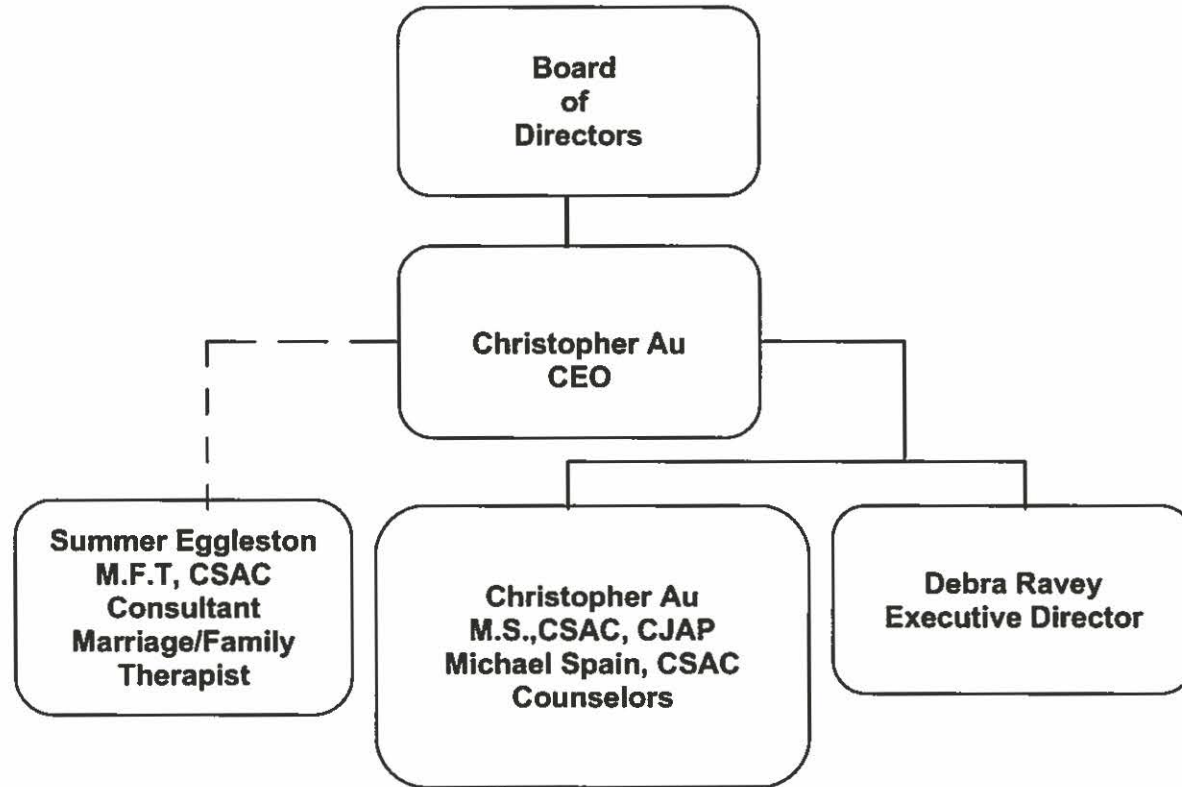 Board
of
Directors
Christopher Au
CEO
Summer Eggleston
M.F.T, CSAC
Consultant
Marriage/Family
Therapist
Christopher Au
M.S.,CSAC, CJAP
Michael Spain, CSAC
Counselors
Debra Ravey
Executive Director